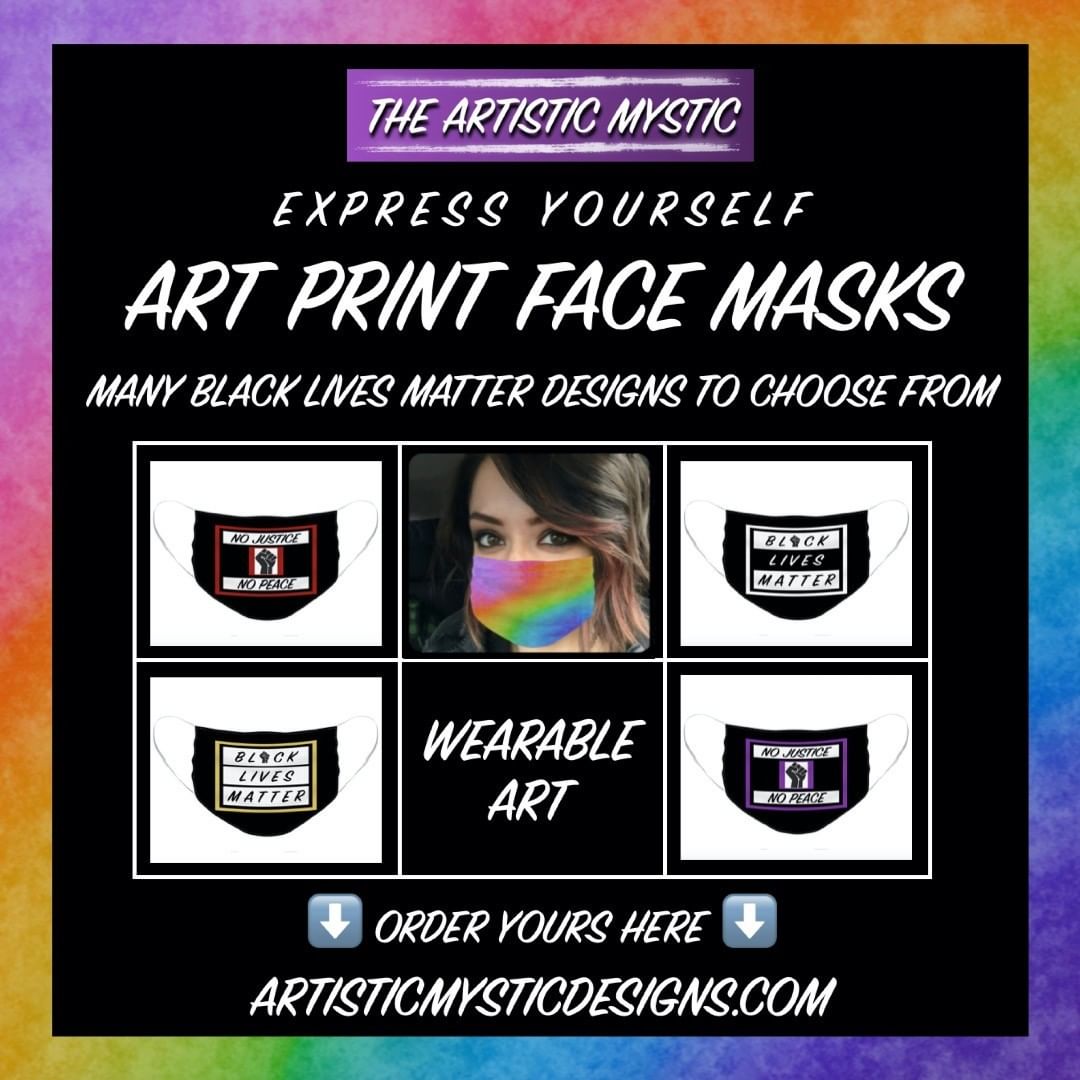 THE ARTISTIC MYSTIC
EXPRESS YOURSELF
ART PRINT FACE MASKS
MANY BLACK LIVES MATTER DESIGNS TO CHOOSE FROM
NO JUSTICE
NO PEACE
BL CK
LIVES
MATTER
BL CK
LIVES
MATTER
WEARABLE
ART
NO JUSTICE
NO PEACE
ORDER YOURS HERE
ARTISTICMYSTICDESIGNS.COM